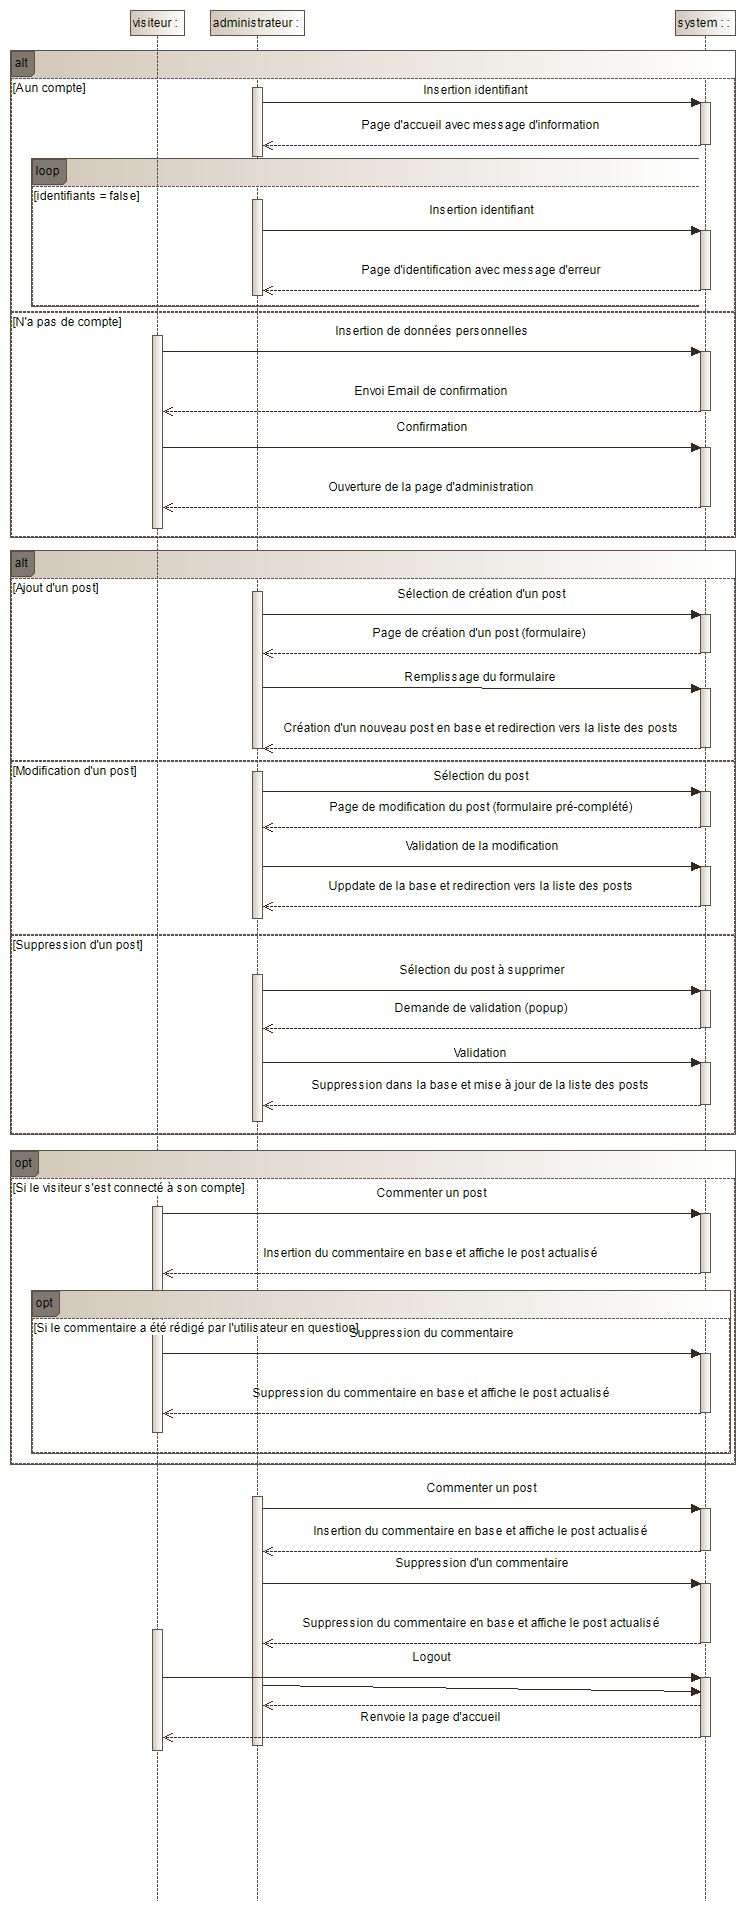 visiteur :
administrateur :
system : :
alt
[Aun compte]
Insertion identifiant
Page d'accueil avec message d'information
loop
[identifiants = false]
Insertion identifiant
Page d'identification avec message d'erreur
[N'a pas de compte]
Insertion de données personnelles
Envoi Email de confirmation
Confirmation
Ouverture de la page d'administration
alt
[Ajout d'un post]
Sélection de création d'un post
Page de création d'un post (formulaire)
Remplissage du formulaire
Création d'un nouveau post en base et redirection vers la liste des posts
[Modification d'un post]
Sélection du post
Page de modification du post (formulaire pré-complété)
Validation de la modification
Uppdate de la base et redirection vers la liste des posts
[Suppression d'un post]
Sélection du post à supprimer
Demande de validation (popup)
Validation
Suppression dans la base et mise à jour de la liste des posts
opt
[Si le visiteur s'est connecté à son compte]
Commenter un post
Insertion du commentaire en base et affiche le post actualisé
opt
[Si le commentaire a été rédigé par l'utilisateur en question]
Suppression du commentaire
Suppression du commentaire en base et affiche le post actualisé
Commenter un post
Insertion du commentaire en base et affiche le post actualisé
Suppression d'un commentaire
Suppression du commentaire en base et affiche le post actualisé
Logout
Renvoie la page d'accueil